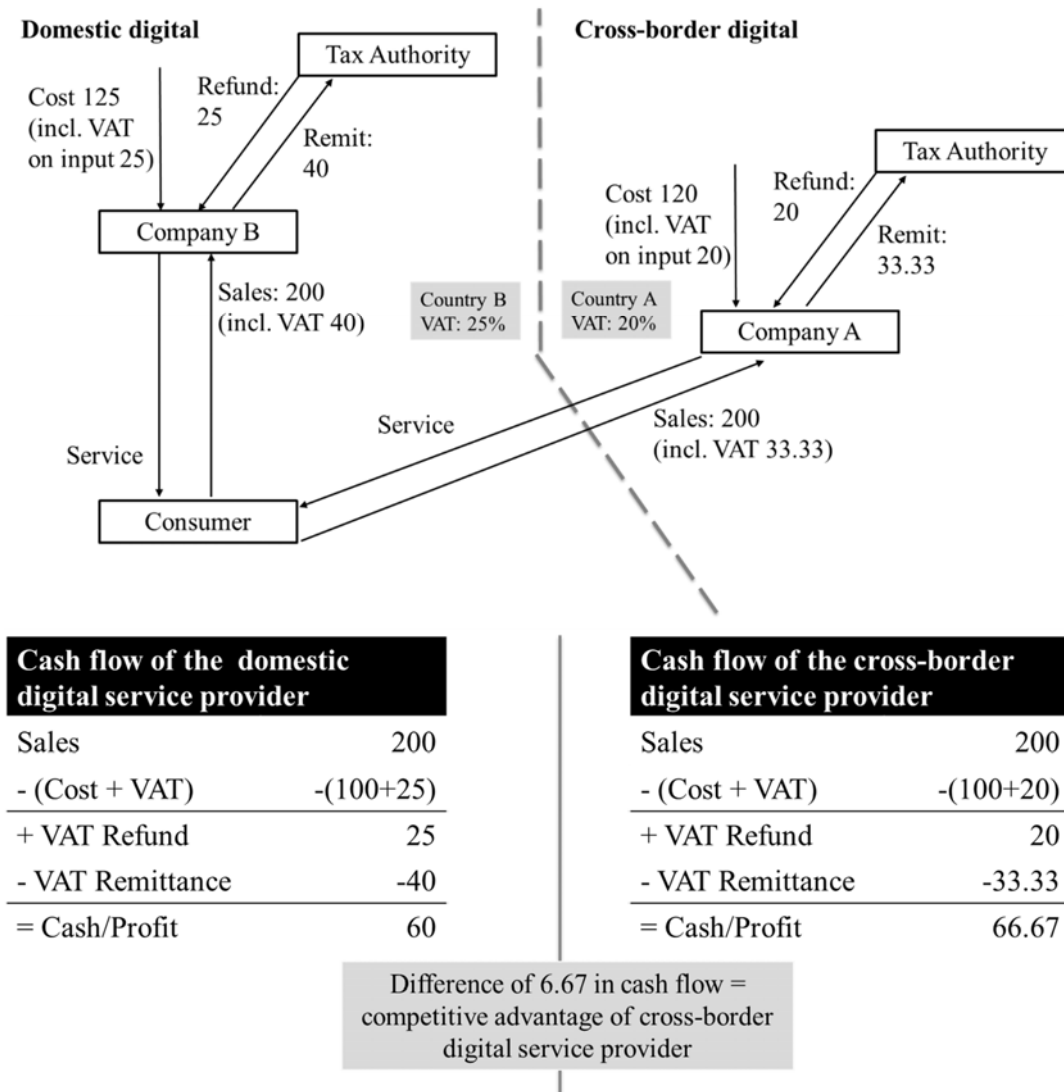 Domestic digital
Cross-border digital
Tax Authority
Cost 125
(incl. VAT
on input 25)
Refund:
25
Remit:
40
Company B
Sales: 200
(incl. VAT 40)
Service
Consumer
Country B
VAT: 25%
Country A
VAT: 20%
Tax Authority
Cost 120
(incl. VAT
on input 20)
Refund:
20
Remit:
33.33
Company A
Service
Sales: 200
(incl. VAT 33.33)
Cash flow of the domestic
digital service provider
Sales 200
- (Cost + VAT) -(100+25)
+ VAT Refund 25
- VAT Remittance -40
= Cash/Profit 60
Cash flow of the cross-border
digital service provider
Sales 200
- (Cost + VAT) -(100+20)
+ VAT Refund 20
- VAT Remittance -33.33
= Cash/Profit 66.67
Difference of 6.67 in cash flow =
competitive advantage of cross-border
digital service provider